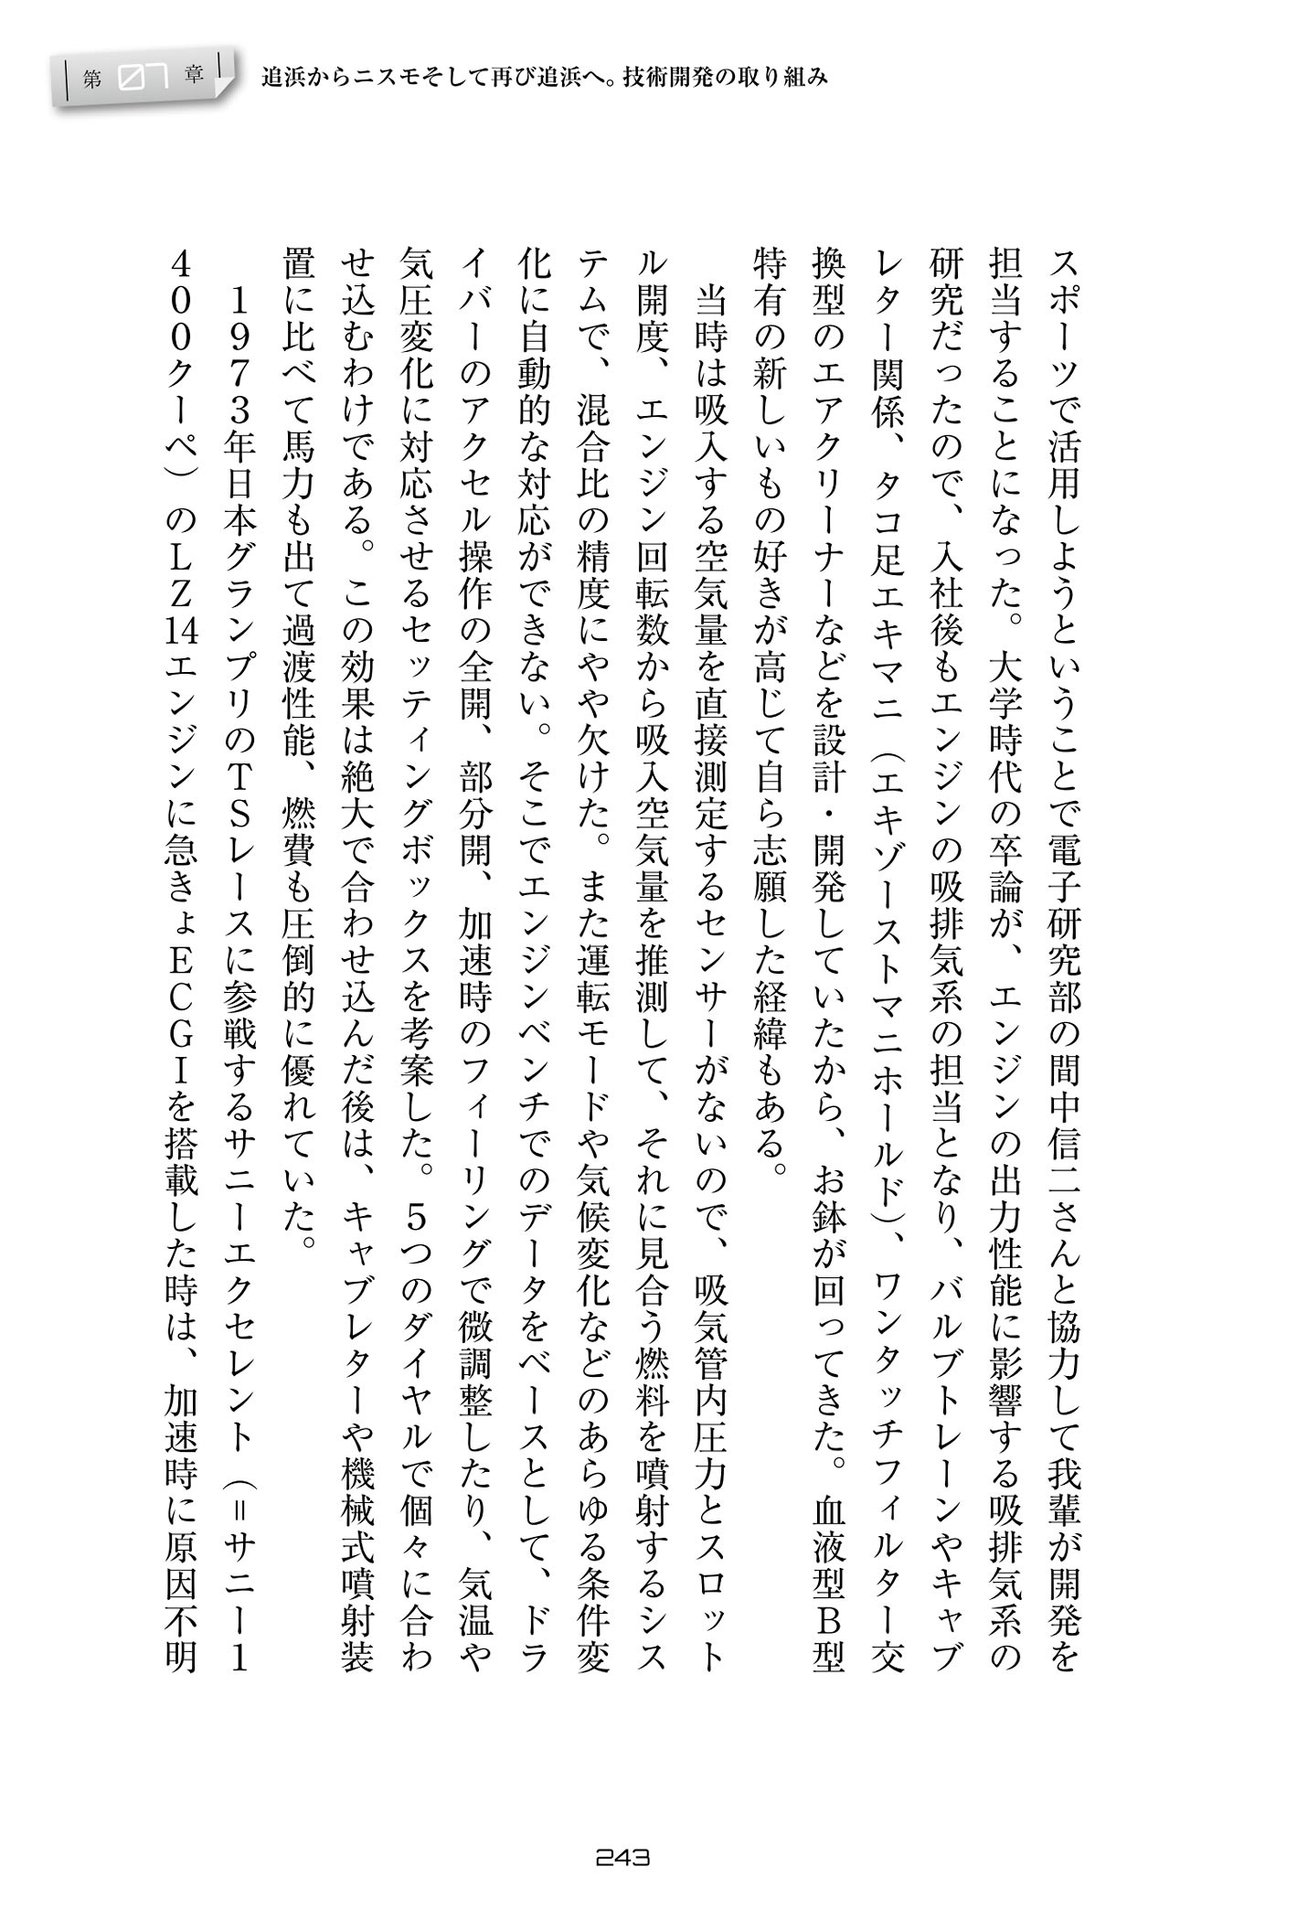 第07章
追浜からニスモそして再び追浜へ。技術開発の取り組み
スポーツで活用しようということで電子研究部の間中信二さんと協力して我輩が開発を
担当することになった。大学時代の卒論が、エンジンの出力性能に影響する吸排気系の
研究だったので、入社後もエンジンの吸排気系の担当となり、バルブトレーンやキャブ
レター関係、タコ足エキマニ（エキゾーストマニホールド）、ワンタッチフィルター交
換型のエアクリーナーなどを設計・開発していたから、お鉢が回ってきた。血液型Ｂ型
特有の新しいもの好きが高じて自ら志願した経緯もある。
　当時は吸入する空気量を直接測定するセンサーがないので、吸気管内圧力とスロット
ル開度、エンジン回転数から吸入空気量を推測して、それに見合う燃料を噴射するシス
テムで、混合比の精度にやや欠けた。また運転モードや気候変化などのあらゆる条件変
化に自動的な対応ができない。そこでエンジンベンチでのデータをベースとして、ドラ
イバーのアクセル操作の全開、部分開、加速時のフィーリングで微調整したり、気温や
気圧変化に対応させるセッティングボックスを考案した。５つのダイヤルで個々に合わ
せ込むわけである。この効果は絶大で合わせ込んだ後は、キャブレターや機械式噴射装
置に比べて馬力も出て過渡性能、燃費も圧倒的に優れていた。
　１９７３年日本グランプリのＴＳレースに参戦するサニーエクセレント（＝サニー１
４００クーペ）のＬＺ14エンジンに急きょＥＣＧＩを搭載した時は、加速時に原因不明
243